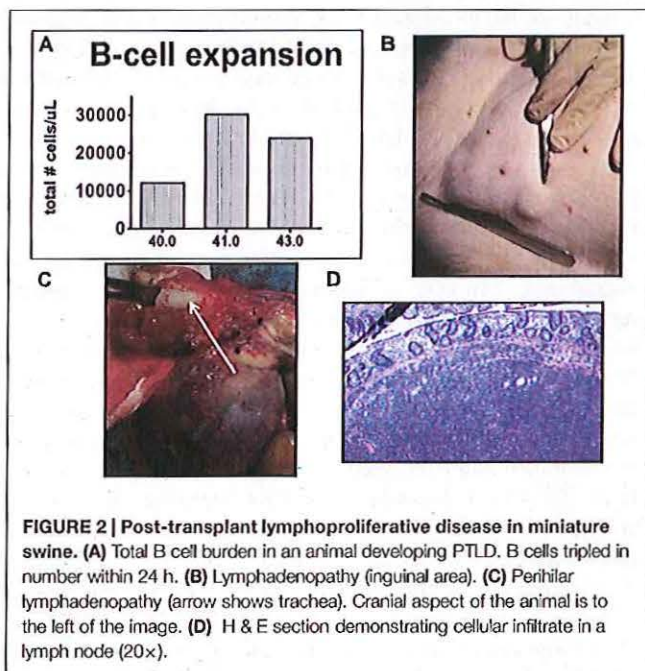 A) B-cell expansion
total # cells/uL
30000
20000
10000
0
40.0 41.0 43.0
B)
C)
D)
FIGURE 2 | Post-transplant lymphoproliferative disease in miniature
swine. (A) Total B cell burden in an animal developing PTLD. B cells tripled in
number within 24 h. (B) Lymphadenopathy (inguinal area). (C) Perihilar
lymphadenopathy (arrow shows trachea). Cranial aspect of the animal is to
the left of the image. (D) H & E section demonstrating cellular infiltrate in a
lymph node (20×).